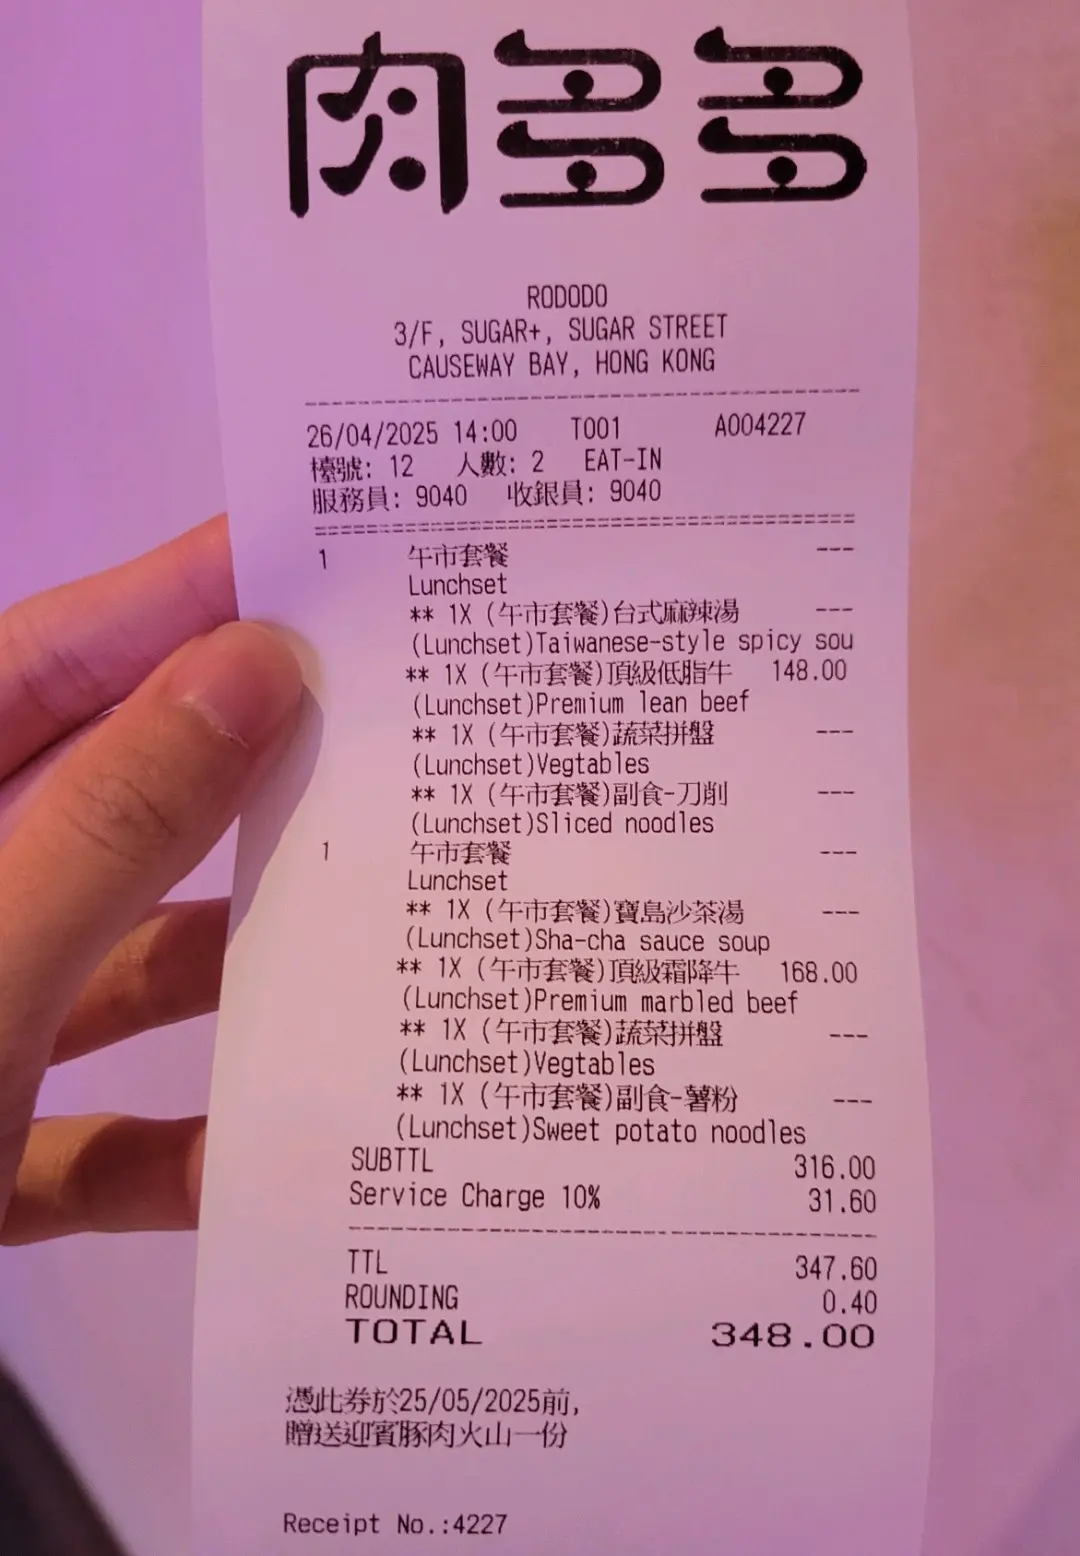 肉多多
RODODO
3/F, SUGAR+, SUGAR STREET
CAUSEWAY BAY, HONG KONG
26/04/2025 14:00 T001 A004227
檯號: 12 人數: 2 EAT-IN
服務員: 9040 收銀員: 9040
1 午市套餐 ---
Lunchset
** 1X (午市套餐)台式麻辣湯 ---
(Lunchset)Taiwanese-style spicy sou
** 1X (午市套餐)頂級低脂牛 148.00
(Lunchset)Premium lean beef
** 1X (午市套餐)蔬菜拼盤 ---
(Lunchset)Vegtables
** 1X (午市套餐)副食-刀削 ---
(Lunchset)Sliced noodles
1 午市套餐 ---
Lunchset
** 1X (午市套餐)寶島沙茶湯 ---
(Lunchset)Sha-cha sauce soup
** 1X (午市套餐)頂級霜降牛 168.00
(Lunchset)Premium marbled beef
** 1X (午市套餐)蔬菜拼盤 ---
(Lunchset)Vegtables
** 1X (午市套餐)副食-薯粉 ---
(Lunchset)Sweet potato noodles
SUBTTL 316.00
Service Charge 10% 31.60
TTL 347.60
ROUNDING 0.40
TOTAL 348.00
憑此券於25/05/2025前,
贈送迎賓豚肉火山一份
Receipt No.:4227